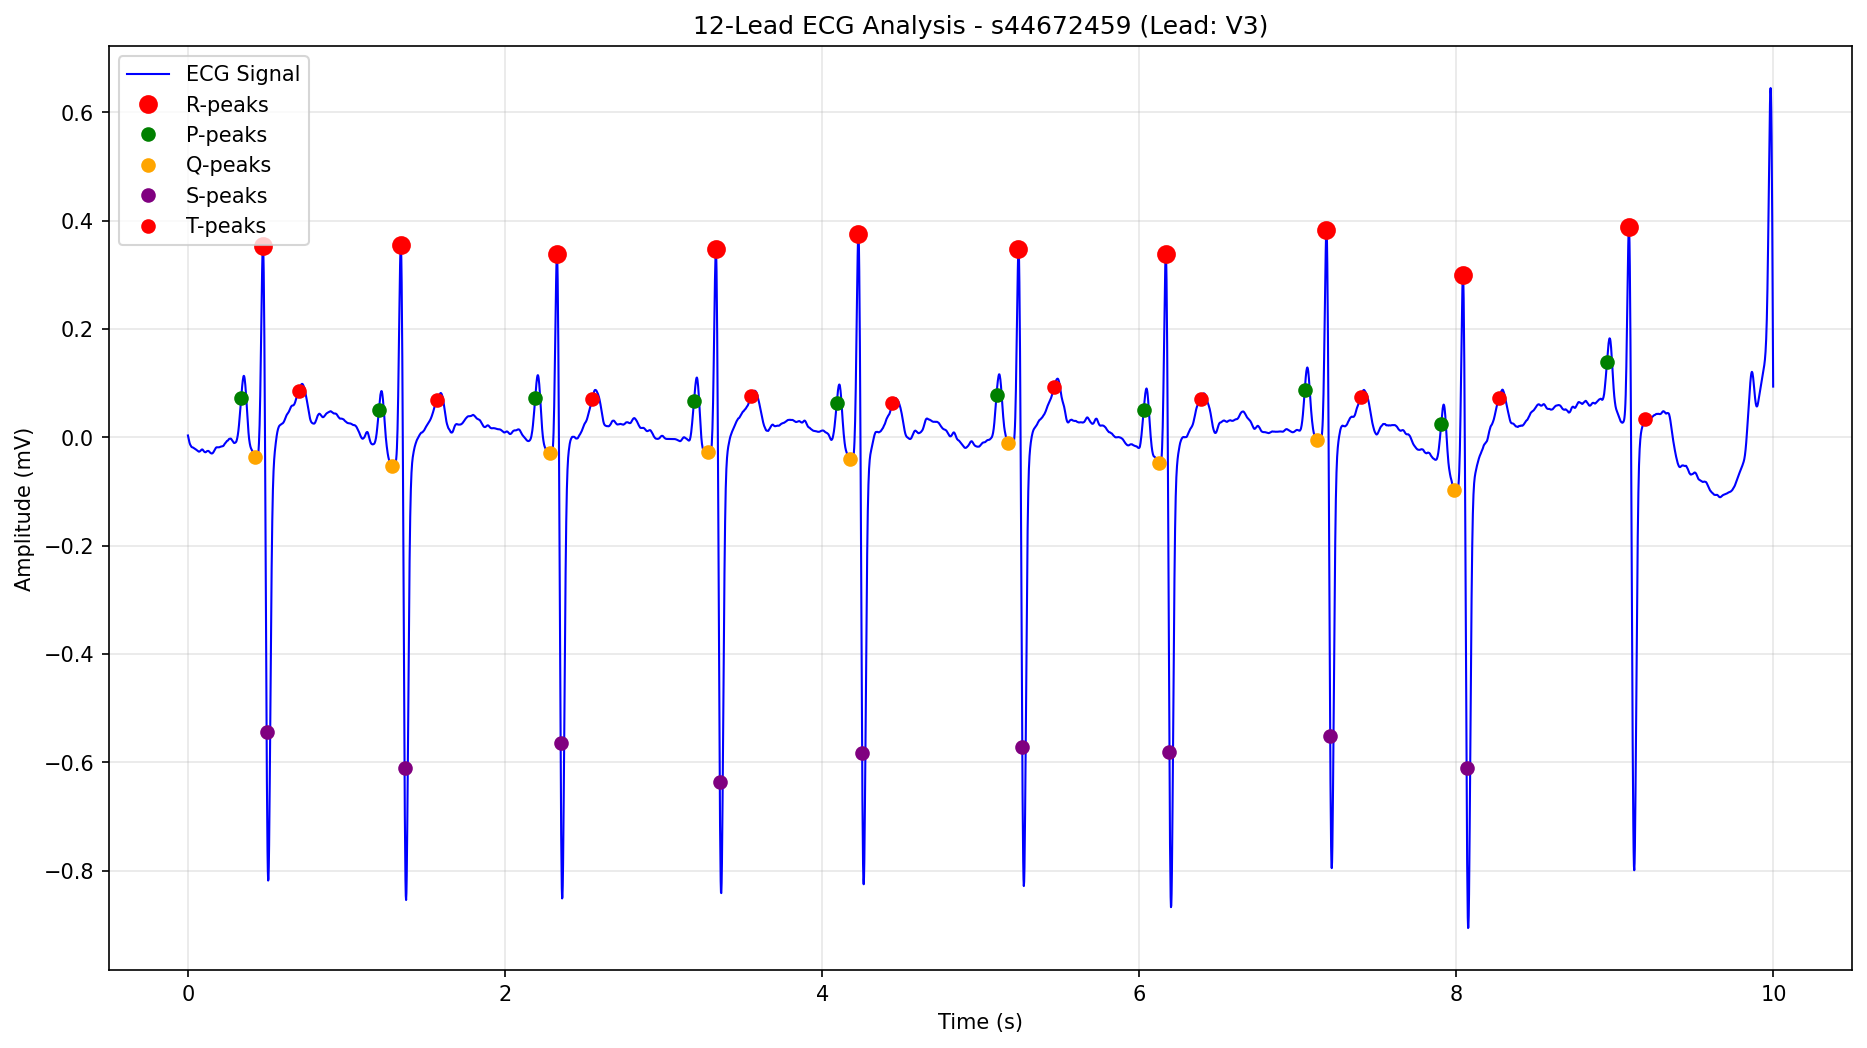 12-Lead ECG Analysis - s44672459 (Lead: V3)
ECG Signal
R-peaks
P-peaks
Q-peaks
S-peaks
T-peaks
Amplitude (mV)
0.6
0.4
0.2
0.0
−0.2
−0.4
−0.6
−0.8
0
2
4
6
8
10
Time (s)